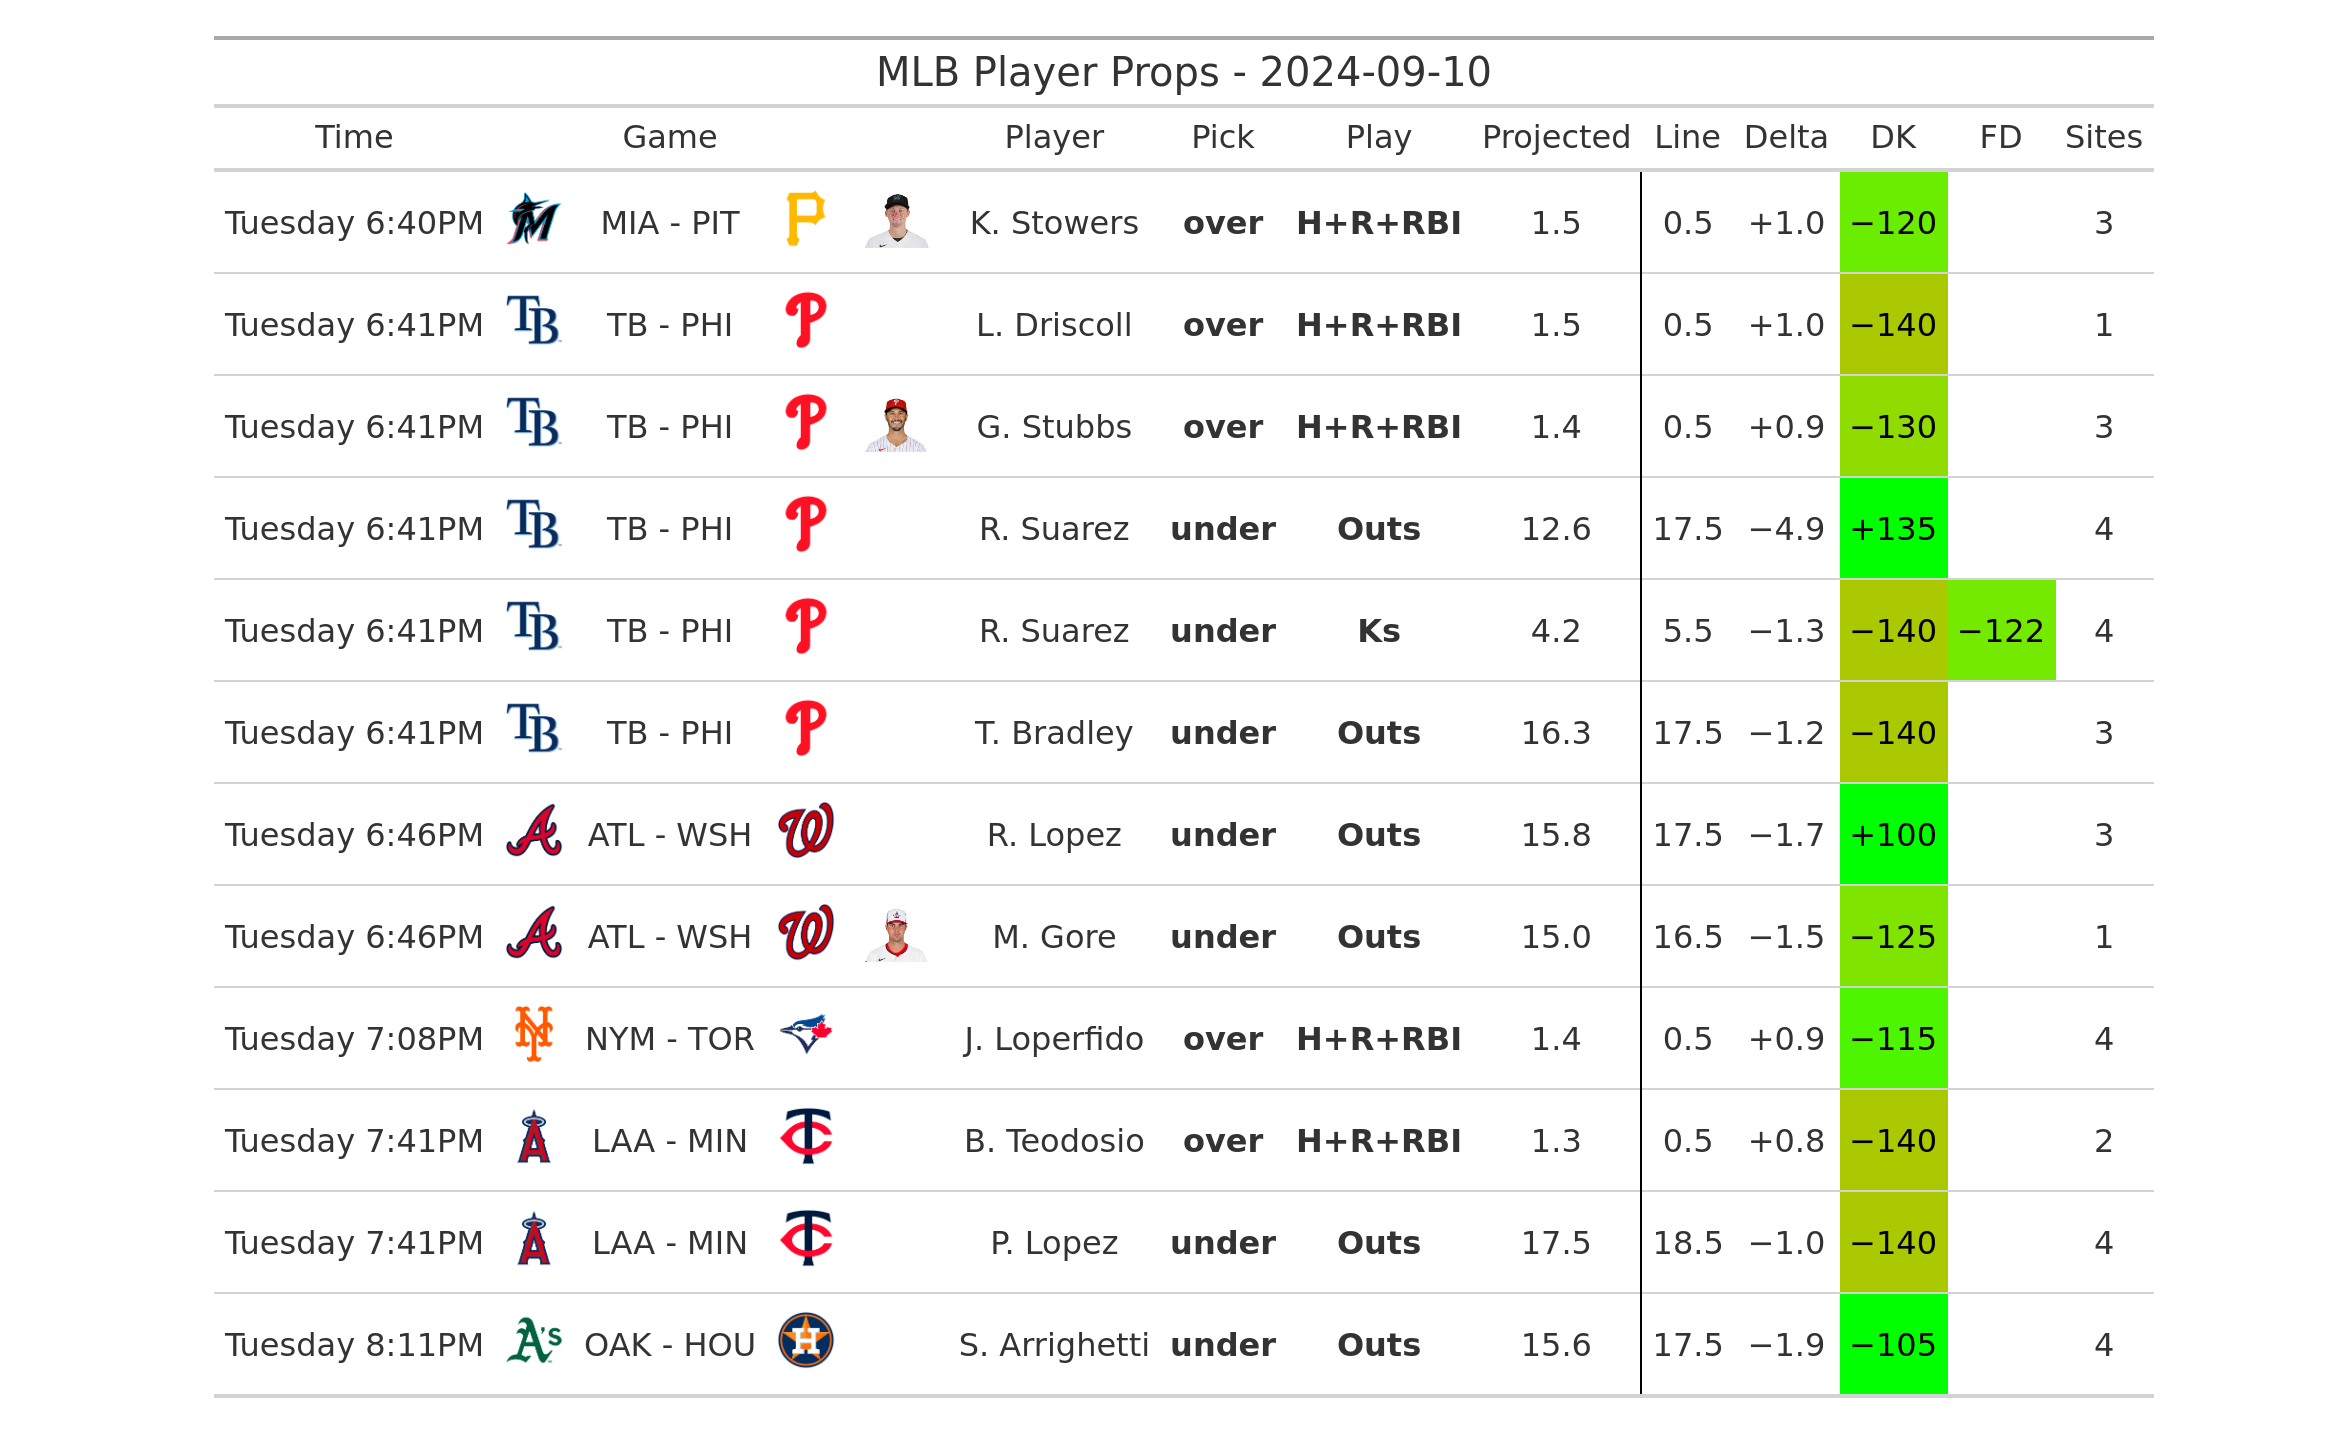 MLB Player Props - 2024-09-10
Time Game Player Pick Play Projected Line Delta DK FD Sites
Tuesday 6:40PM MIA - PIT K. Stowers over H+R+RBI 1.5 0.5 +1.0 −120 3
Tuesday 6:41PM TB - PHI L. Driscoll over H+R+RBI 1.5 0.5 +1.0 −140 1
Tuesday 6:41PM TB - PHI G. Stubbs over H+R+RBI 1.4 0.5 +0.9 −130 3
Tuesday 6:41PM TB - PHI R. Suarez under Outs 12.6 17.5 −4.9 +135 4
Tuesday 6:41PM TB - PHI R. Suarez under Ks 4.2 5.5 −1.3 −140 −122 4
Tuesday 6:41PM TB - PHI T. Bradley under Outs 16.3 17.5 −1.2 −140 3
Tuesday 6:46PM ATL - WSH R. Lopez under Outs 15.8 17.5 −1.7 +100 3
Tuesday 6:46PM ATL - WSH M. Gore under Outs 15.0 16.5 −1.5 −125 1
Tuesday 7:08PM NYM - TOR J. Loperfido over H+R+RBI 1.4 0.5 +0.9 −115 4
Tuesday 7:41PM LAA - MIN B. Teodosio over H+R+RBI 1.3 0.5 +0.8 −140 2
Tuesday 7:41PM LAA - MIN P. Lopez under Outs 17.5 18.5 −1.0 −140 4
Tuesday 8:11PM OAK - HOU S. Arrighetti under Outs 15.6 17.5 −1.9 −105 4